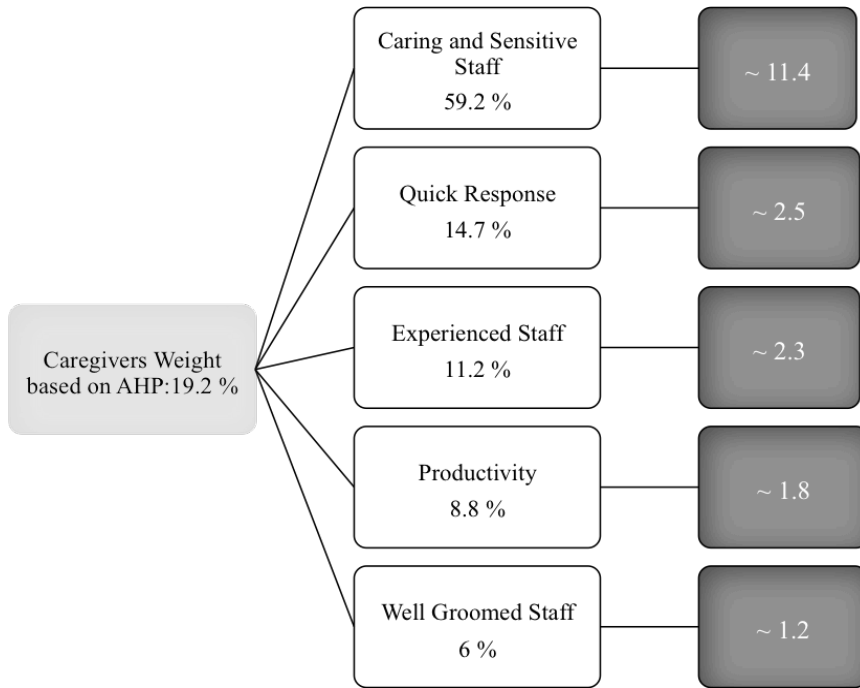 Caring and Sensitive
Staff
59.2 %
~ 11.4
Quick Response
14.7 %
~ 2.5
Caregivers Weight
based on AHP:19.2 %
Experienced Staff
11.2 %
~ 2.3
Productivity
8.8 %
~ 1.8
Well Groomed Staff
6 %
~ 1.2